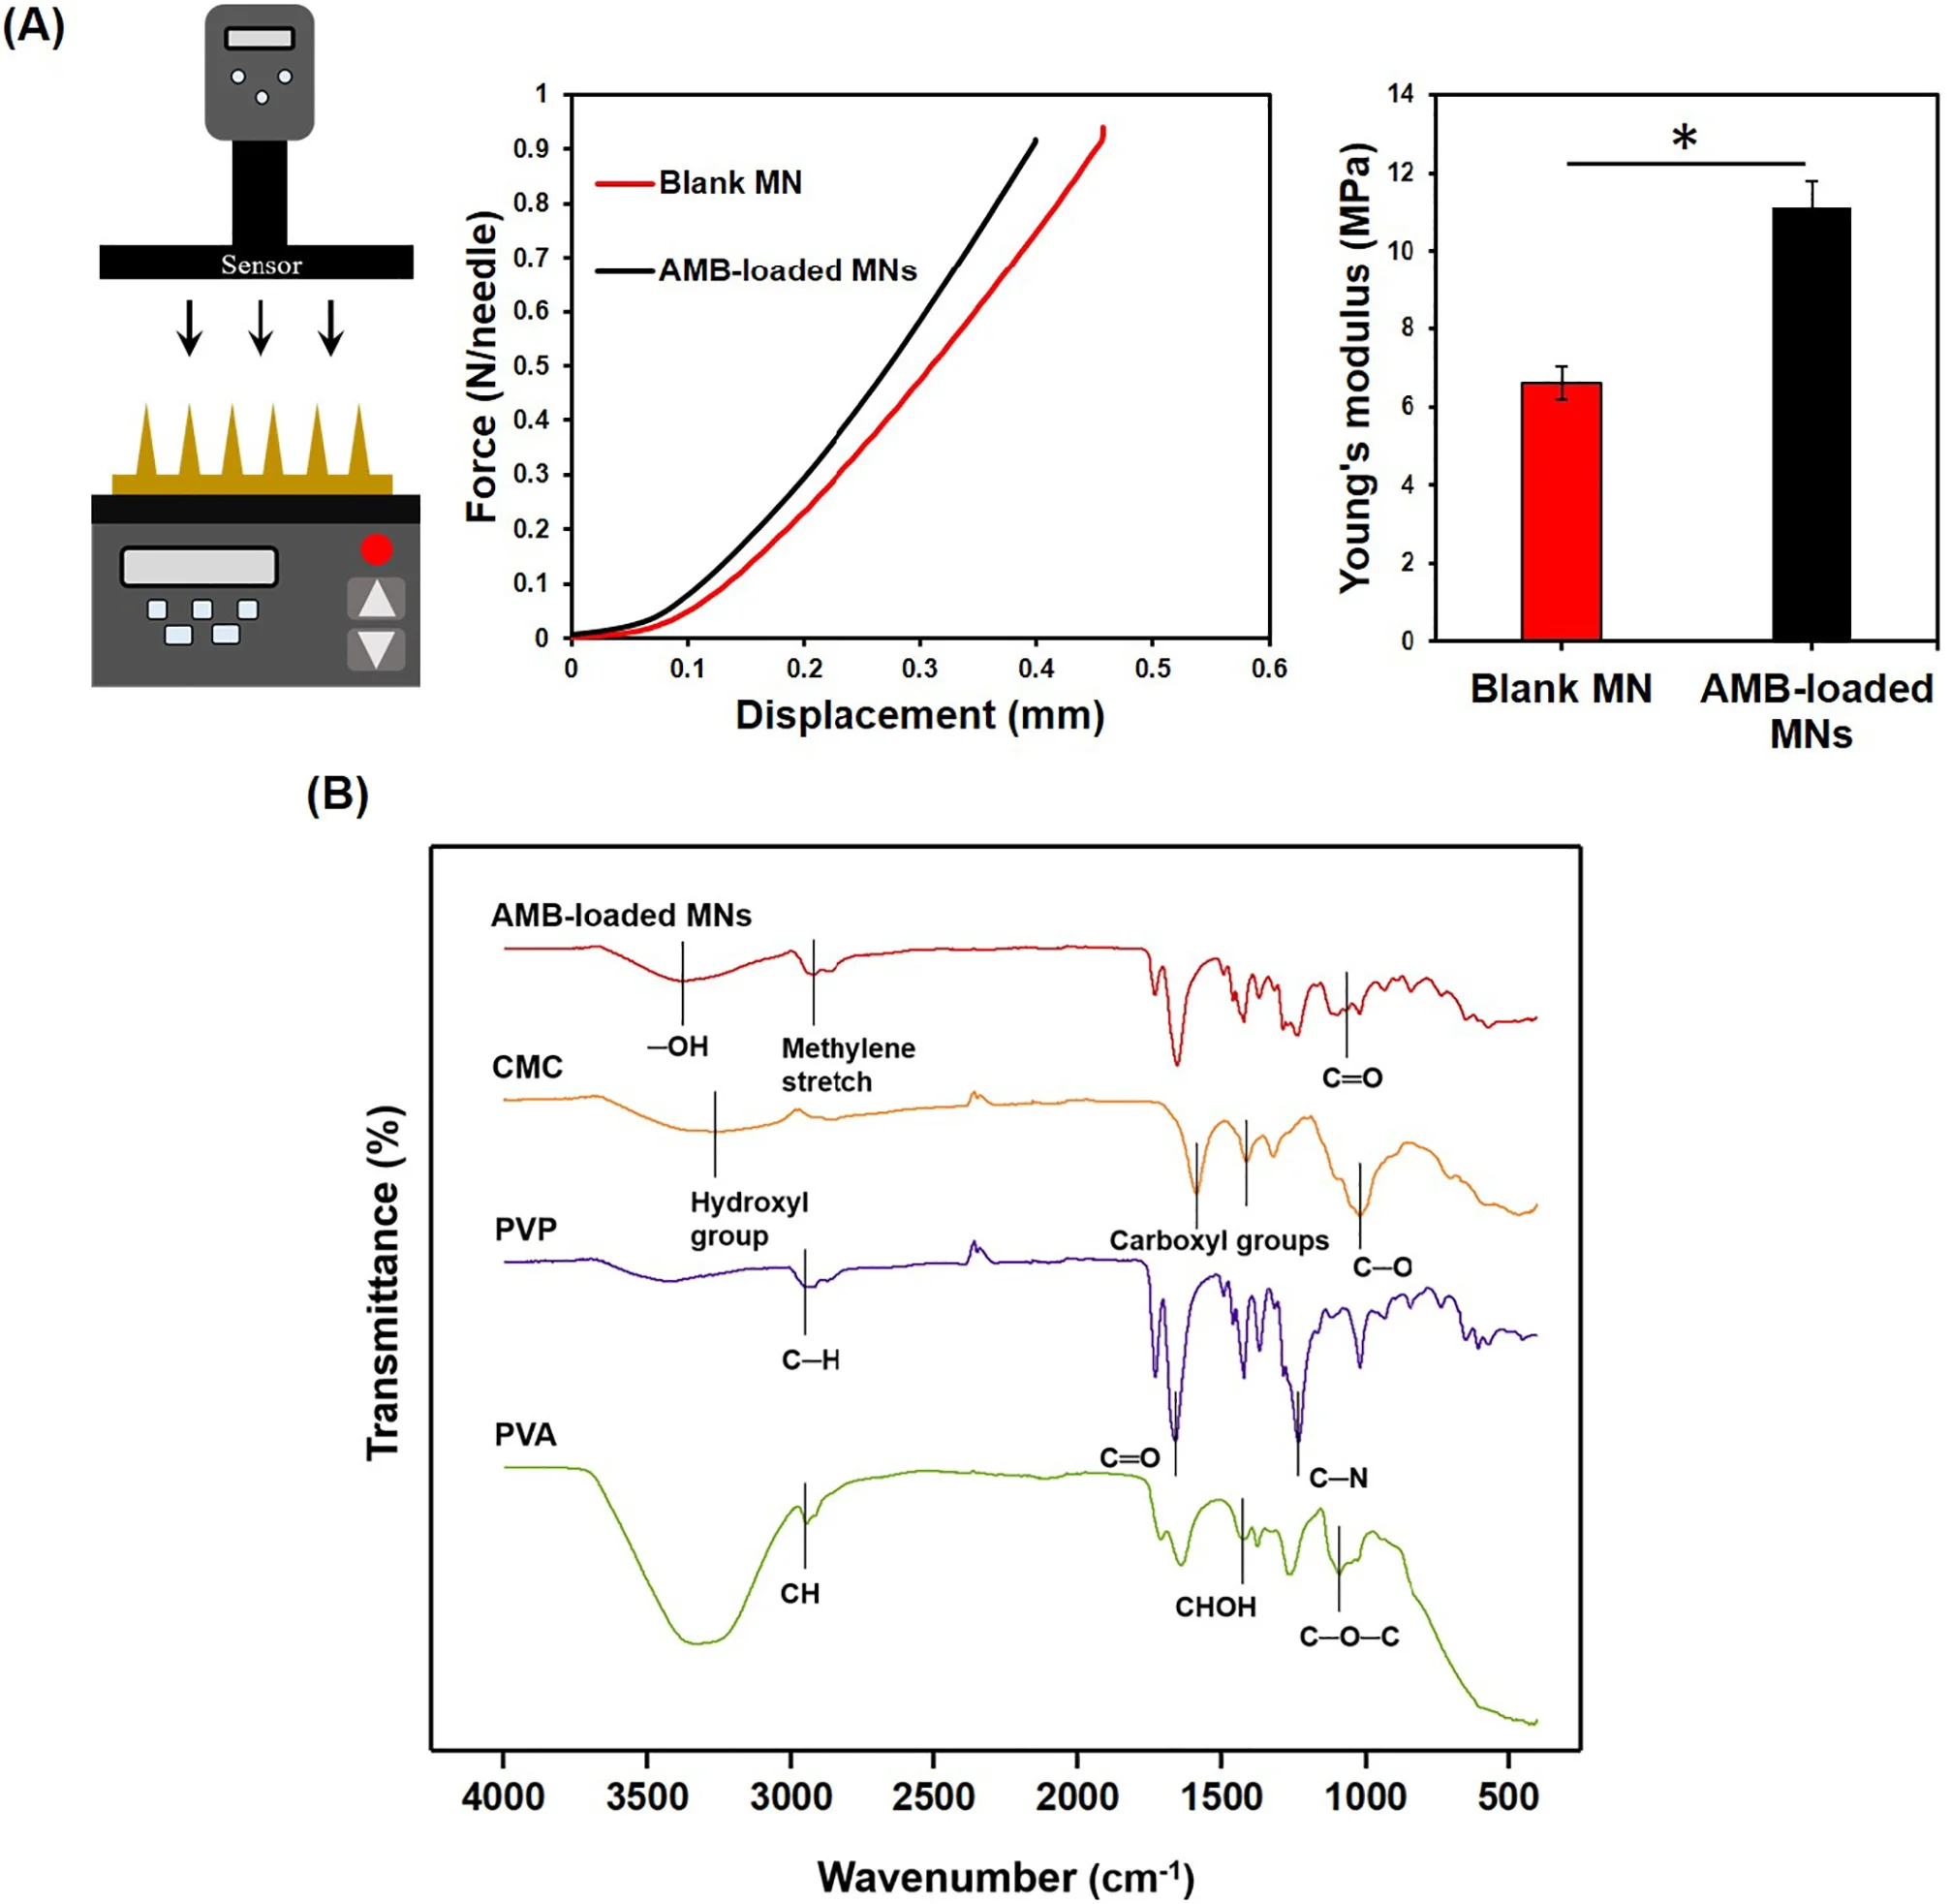 (A)
Sensor
Force (N/needle)
1
0.9
0.8
0.7
0.6
0.5
0.4
0.3
0.2
0.1
0
Blank MN
AMB-loaded MNs
0 0.1 0.2 0.3 0.4 0.5 0.6
Displacement (mm)
Young's modulus (MPa)
14
12
10
8
6
4
2
0
*
Blank MN
AMB-loaded
MNs
(B)
Transmittance (%)
AMB-loaded MNs
–OH
Methylene
stretch
C=O
CMC
Hydroxyl
group
Carboxyl groups
C–O
PVP
C–H
C=O
C–N
PVA
CH
CHOH
C–O–C
4000 3500 3000 2500 2000 1500 1000 500
Wavenumber (cm⁻¹)